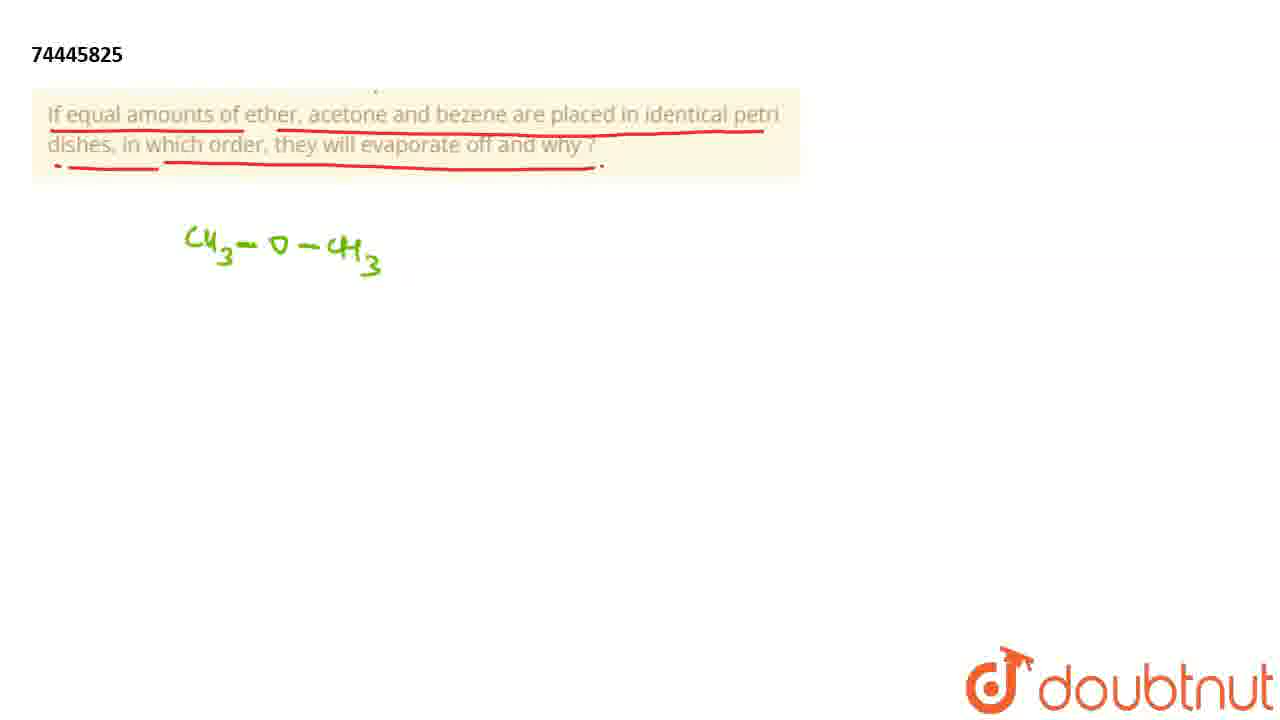 74445825
If equal amounts of ether, acetone and bezene are placed in identical petri
dishes, in which order, they will evaporate off and why ?
CH3-O-CH3
doubtnut